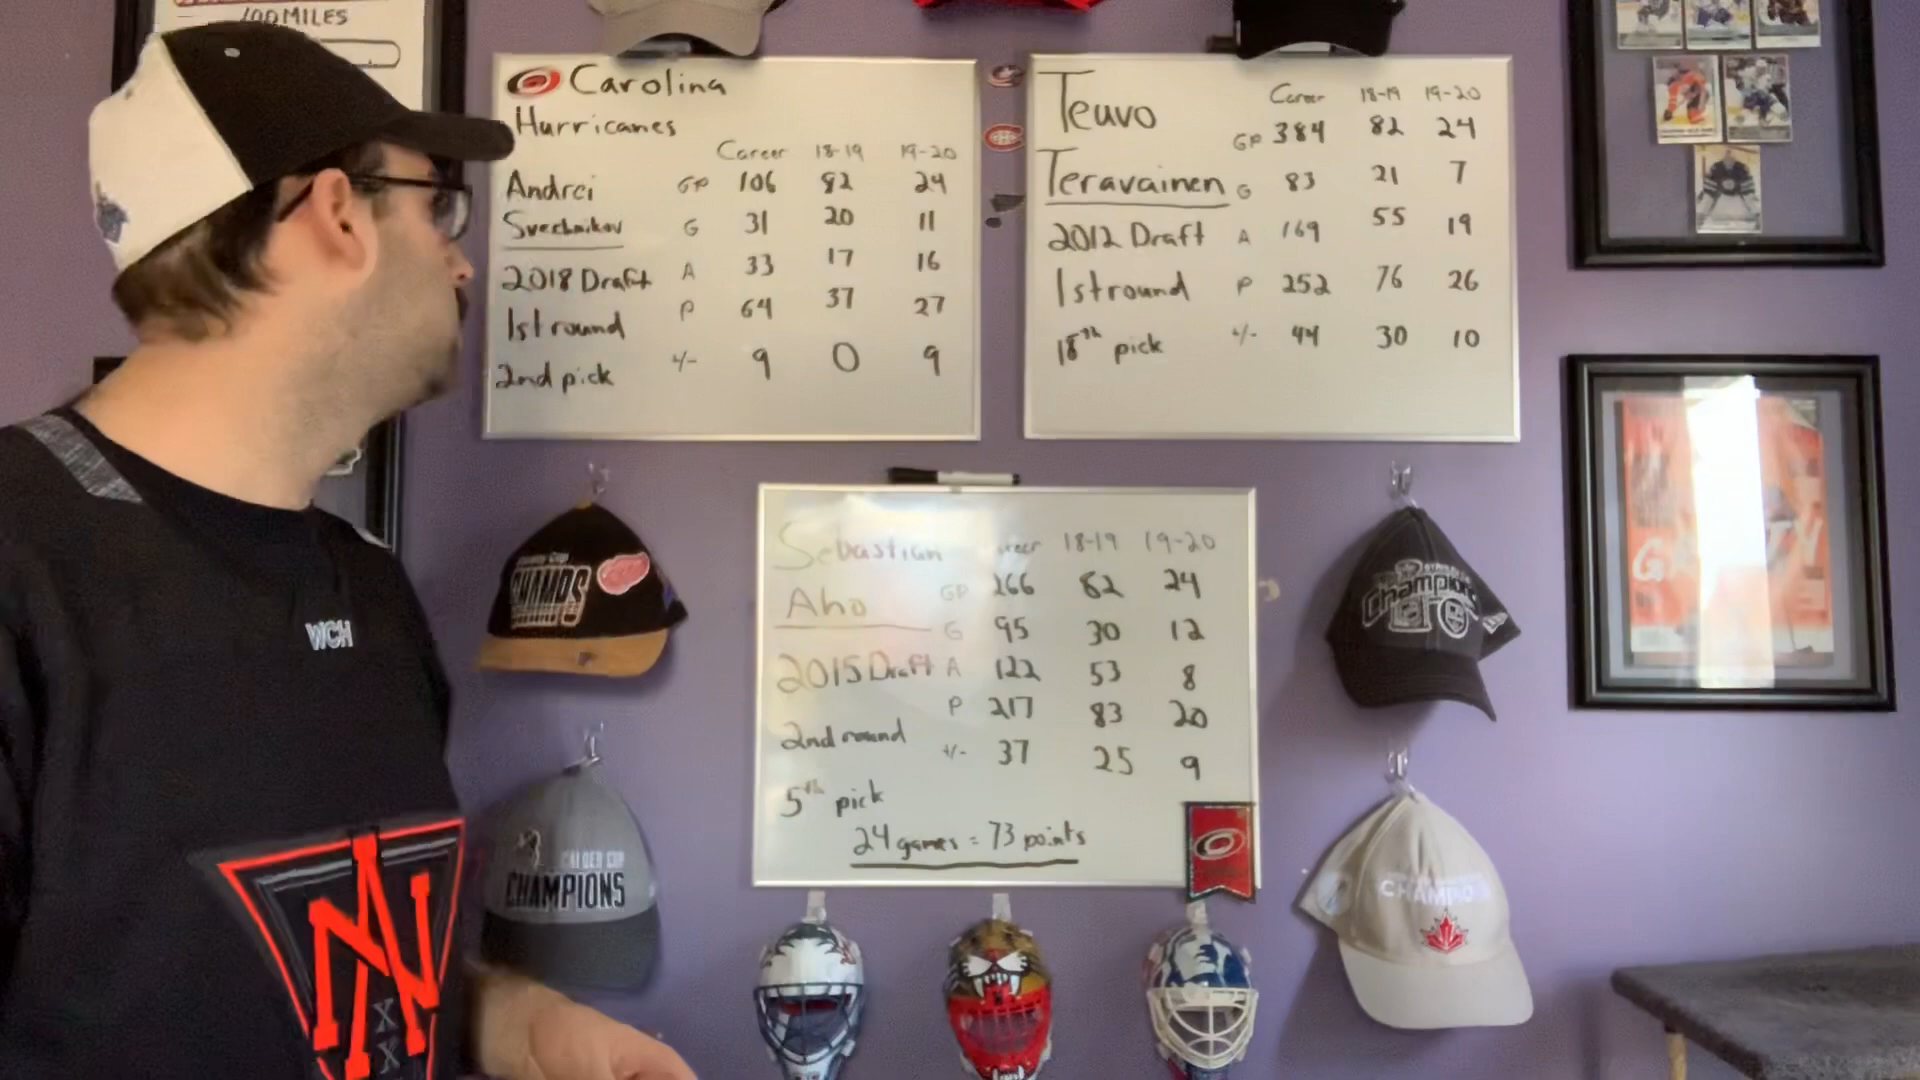 100 MILES
Carolina
Hurricanes
Career 18-19 19-20
Andrei GP 106 82 24
Svechnikov G 31 20 11
2018 Draft A 33 17 16
1st round P 64 37 27
2nd pick +/- 9 0 9
Teuvo Career 18-19 19-20
GP 384 82 24
Teravainen G 83 21 7
2012 Draft A 169 55 19
1st round P 252 76 26
18th pick +/- 44 30 10
Sebastian Career 18-19 19-20
Aho GP 266 82 24
G 95 30 12
2015 Draft A 122 53 8
2nd round P 217 83 20
+/- 37 25 9
5th pick
24 games = 73 points
WCH
N
X
X
CHAMPS
Champions
CALDER CUP
CHAMPIONS
CHAMPIONS